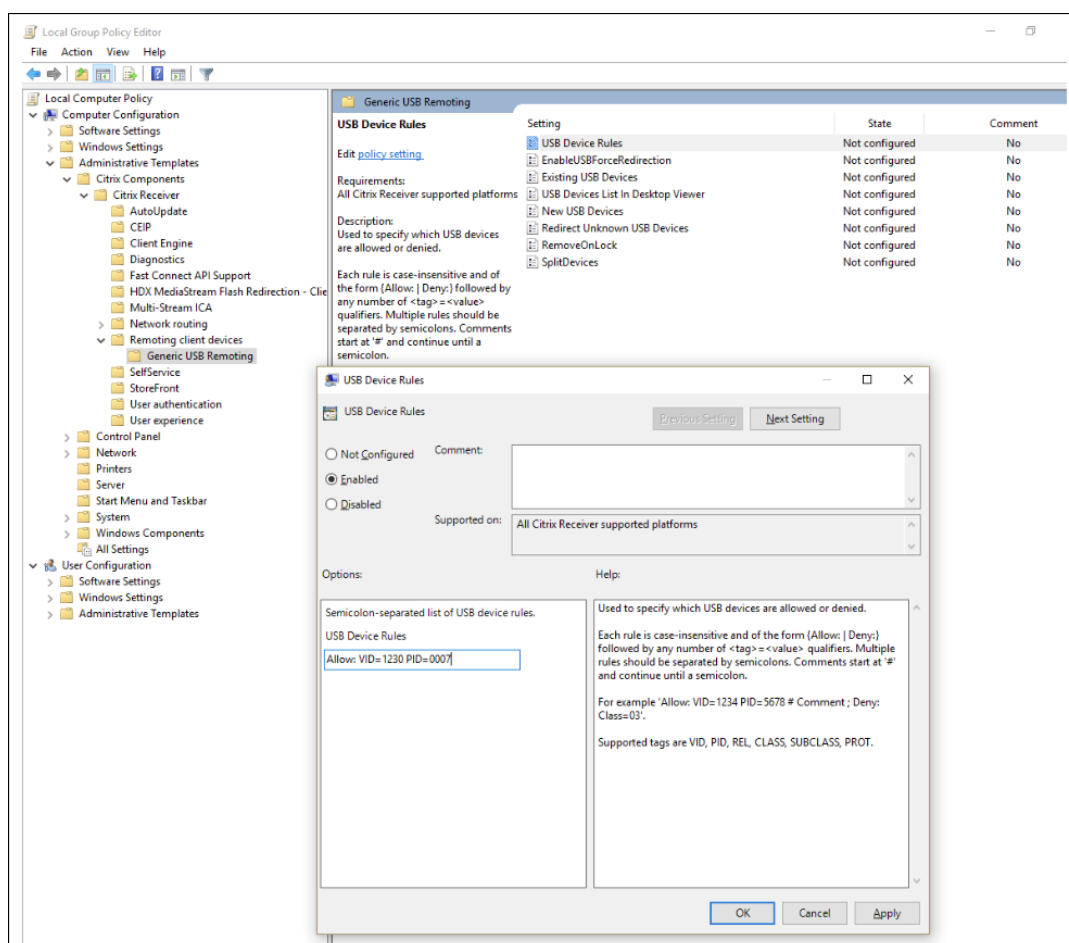 Local Group Policy Editor
File Action View Help
Local Computer Policy
Computer Configuration
Software Settings
Windows Settings
Administrative Templates
Citrix Components
Citrix Receiver
AutoUpdate
CEIP
Client Engine
Diagnostics
Fast Connect API Support
HDX MediaStream Flash Redirection - Clie
Multi-Stream ICA
Network routing
Remoting client devices
Generic USB Remoting
SelfService
StoreFront
User authentication
User experience
Control Panel
Network
Printers
Server
Start Menu and Taskbar
System
Windows Components
All Settings
User Configuration
Software Settings
Windows Settings
Administrative Templates
Generic USB Remoting
USB Device Rules
Edit policy setting
Requirements:
All Citrix Receiver supported platforms
Description:
Used to specify which USB devices
are allowed or denied.
Each rule is case-insensitive and of
the form {Allow: | Deny:} followed by
any number of <tag>=<value>
qualifiers. Multiple rules should be
separated by semicolons. Comments
start at '#' and continue until a
semicolon.
Setting State Comment
USB Device Rules Not configured No
EnableUSBForceRedirection Not configured No
Existing USB Devices Not configured No
USB Devices List In Desktop Viewer Not configured No
New USB Devices Not configured No
Redirect Unknown USB Devices Not configured No
RemoveOnLock Not configured No
SplitDevices Not configured No
USB Device Rules
USB Device Rules
Previous Setting Next Setting
Not Configured Comment:
Enabled
Disabled
Supported on: All Citrix Receiver supported platforms
Options: Help:
Semicolon-separated list of USB device rules.
USB Device Rules
Allow: VID=1230 PID=0007
Used to specify which USB devices are allowed or denied.
Each rule is case-insensitive and of the form {Allow: | Deny:}
followed by any number of <tag>=<value> qualifiers. Multiple
rules should be separated by semicolons. Comments start at '#'
and continue until a semicolon.
For example 'Allow: VID=1234 PID=5678 # Comment ; Deny:
Class=03'.
Supported tags are VID, PID, REL, CLASS, SUBCLASS, PROT.
OK Cancel Apply